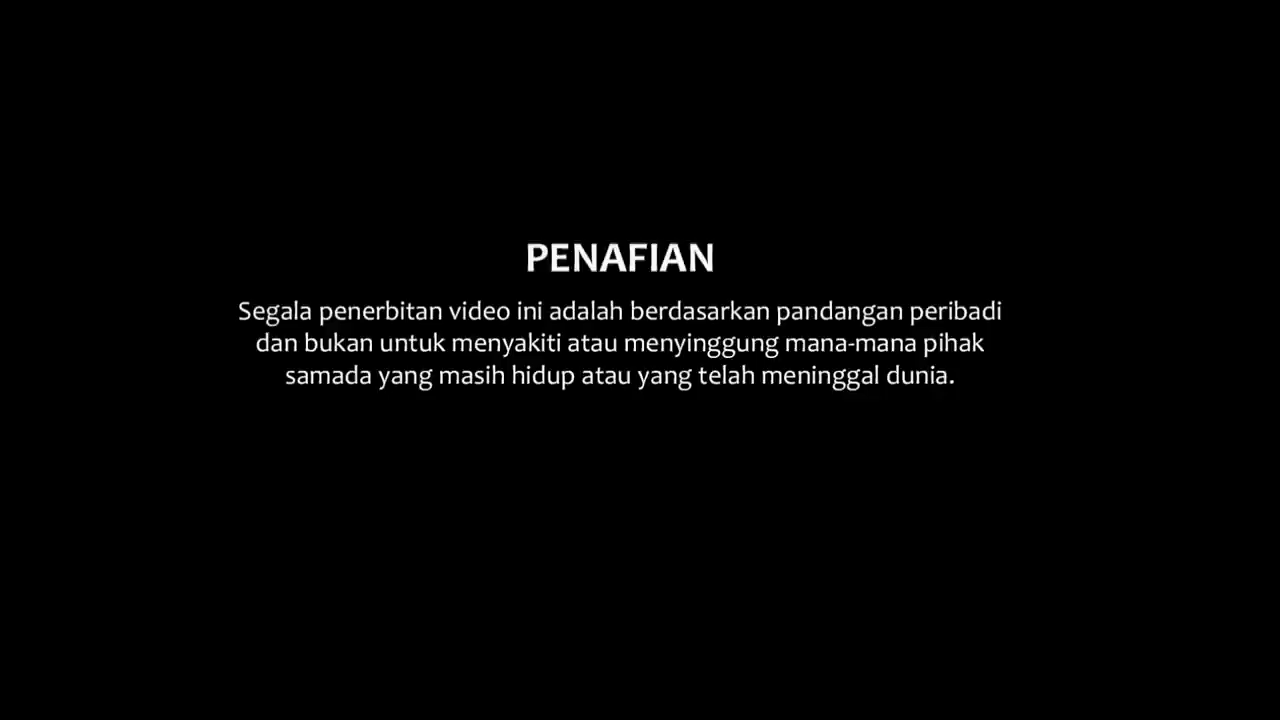 PENAFIAN
Segala penerbitan video ini adalah berdasarkan pandangan peribadi
dan bukan untuk menyakiti atau menyinggung mana-mana pihak
samada yang masih hidup atau yang telah meninggal dunia.